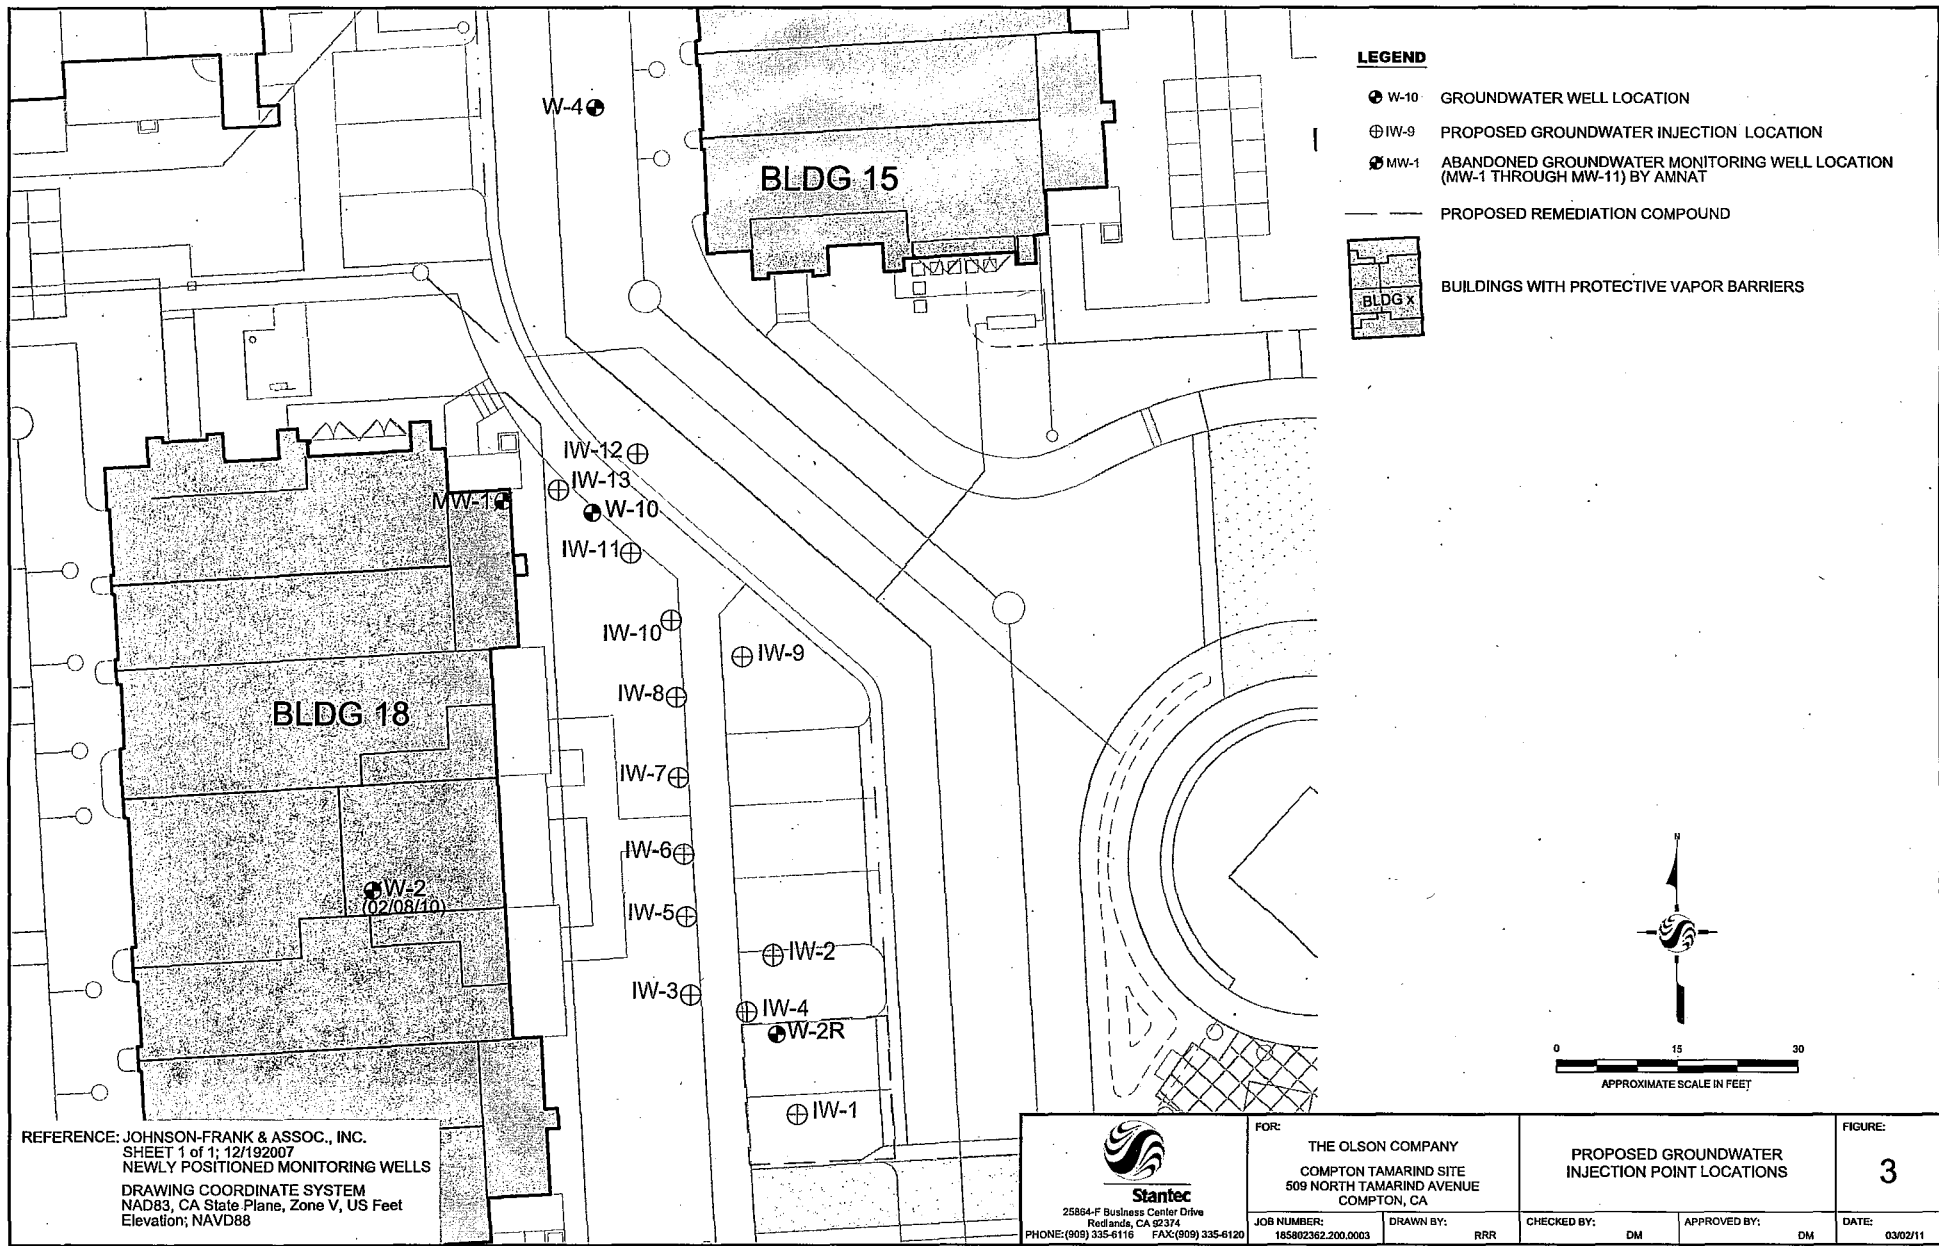 LEGEND
W-10 GROUNDWATER WELL LOCATION
IW-9 PROPOSED GROUNDWATER INJECTION LOCATION
MW-1 ABANDONED GROUNDWATER MONITORING WELL LOCATION
(MW-1 THROUGH MW-11) BY AMNAT
PROPOSED REMEDIATION COMPOUND
BLDG x
BUILDINGS WITH PROTECTIVE VAPOR BARRIERS
W-4
BLDG 15
IW-12
IW-13
MW-1
W-10
IW-11
IW-10
IW-9
IW-8
BLDG 18
IW-7
IW-6
W-2
(02/08/10)
IW-5
IW-2
IW-3
IW-4
W-2R
IW-1
N
0 15 30
APPROXIMATE SCALE IN FEET
REFERENCE: JOHNSON-FRANK & ASSOC., INC.
SHEET 1 of 1; 12/192007
NEWLY POSITIONED MONITORING WELLS
DRAWING COORDINATE SYSTEM
NAD83, CA State Plane, Zone V, US Feet
Elevation; NAVD88
Stantec
25864-F Business Center Drive
Redlands, CA 92374
PHONE:(909) 335-6116 FAX:(909) 335-6120
FOR:
THE OLSON COMPANY
COMPTON TAMARIND SITE
509 NORTH TAMARIND AVENUE
COMPTON, CA
PROPOSED GROUNDWATER
INJECTION POINT LOCATIONS
FIGURE:
3
JOB NUMBER:
185802362.200.0003
DRAWN BY:
RRR
CHECKED BY:
DM
APPROVED BY:
DM
DATE:
03/02/11